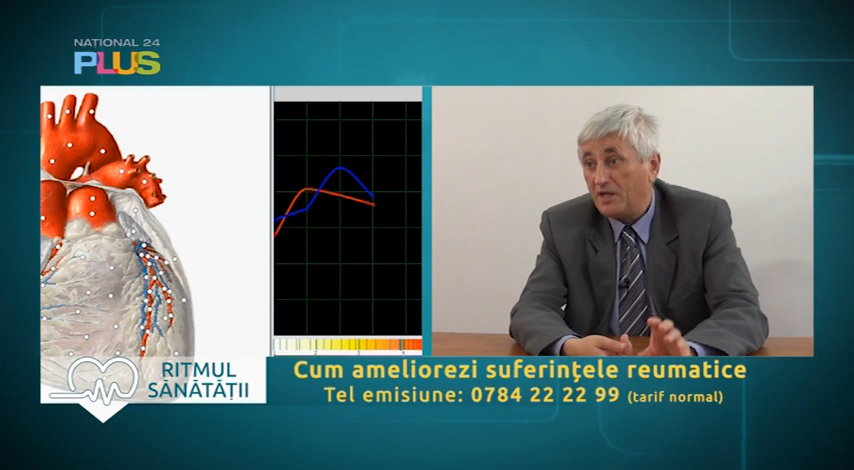 NATIONAL 24
PLUS
RITMUL
SĂNĂTĂȚII
Cum ameliorezi suferințele reumatice
Tel emisiune: 0784 22 22 99 (tarif normal)